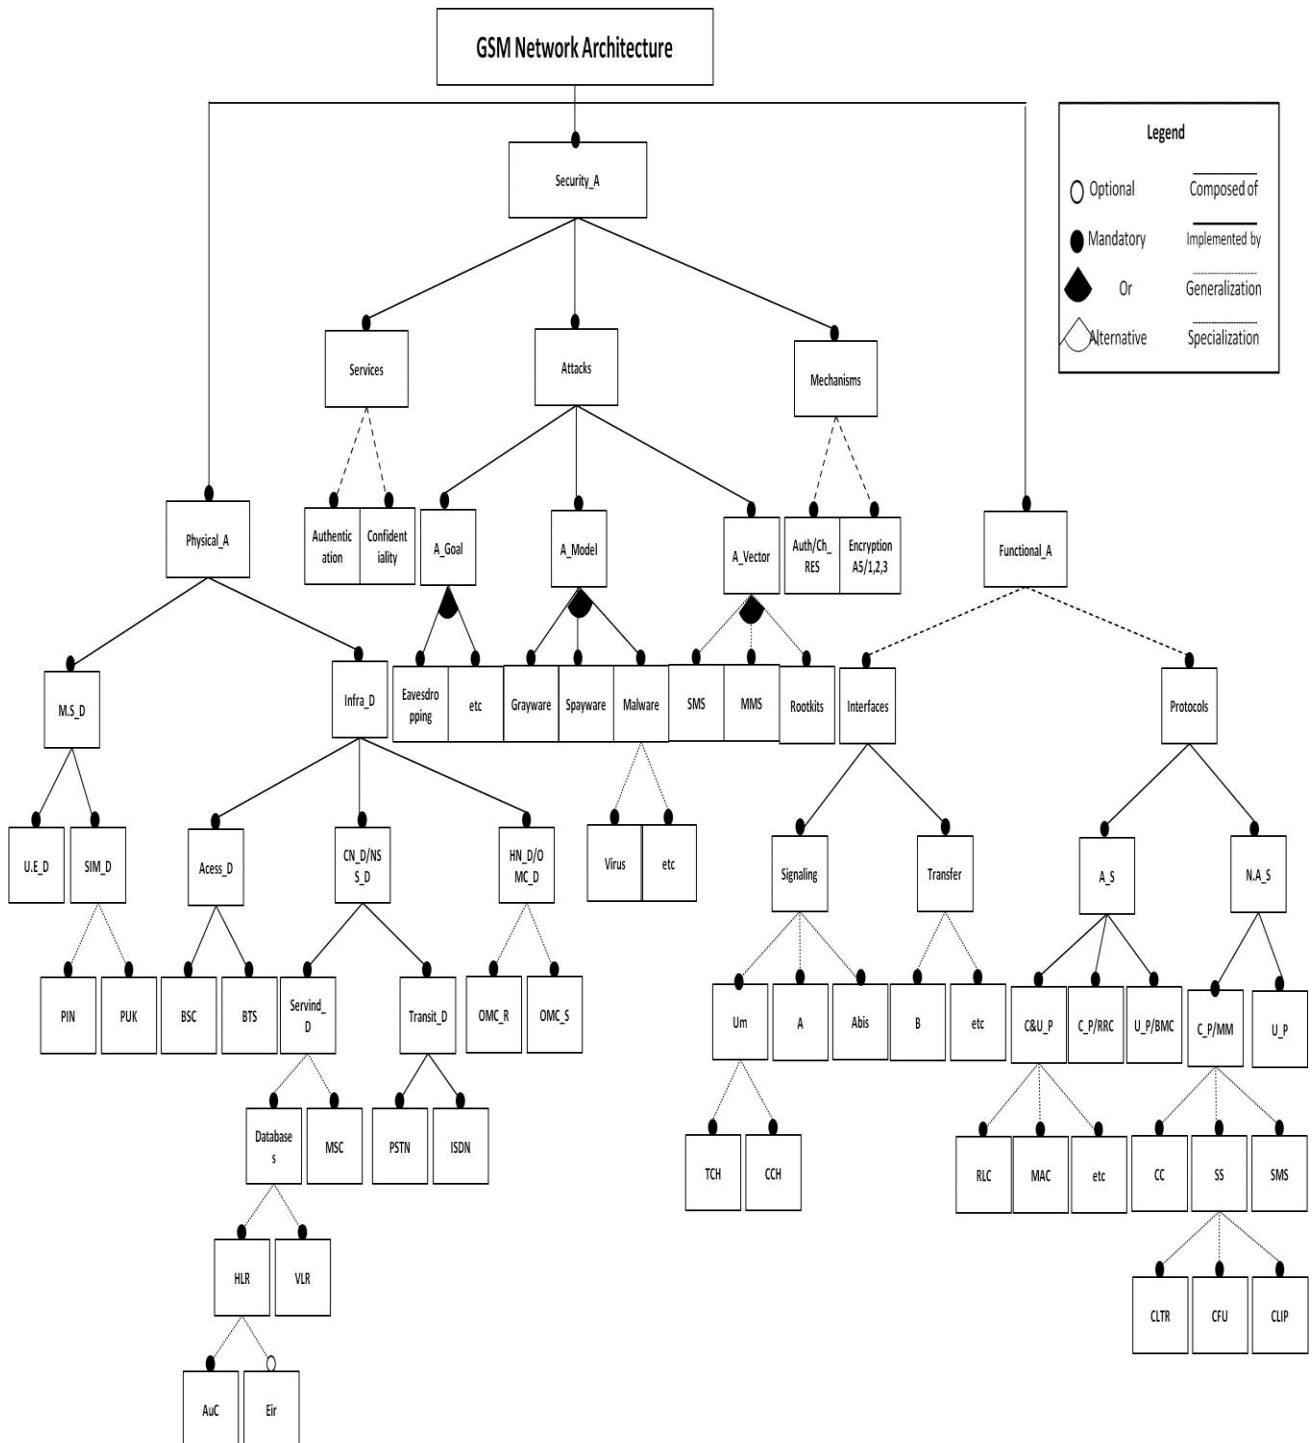 GSM Network Architecture
Legend
Optional
Composed of
Mandatory
Implemented by
Or
Generalization
Alternative
Specialization
Security_A
Services
Attacks
Mechanisms
Physical_A
Authentic
ation
Confident
iality
A_Goal
A_Model
A_Vector
Auth/Ch_
RES
Encryption
A5/1,2,3
Functional_A
M.S_D
Infra_D
Eavesdro
pping
etc
Grayware
Spayware
Malware
SMS
MMS
Rootkits
Interfaces
Protocols
U.E_D
SIM_D
Acess_D
CN_D/NS
S_D
HN_D/O
MC_D
Virus
etc
Signaling
Transfer
A_S
N.A_S
PIN
PUK
BSC
BTS
Servind_
D
Transit_D
OMC_R
OMC_S
Um
A
Abis
B
etc
C&U_P
C_P/RRC
U_P/BMC
C_P/MM
U_P
Database
s
MSC
PSTN
ISDN
TCH
CCH
RLC
MAC
etc
CC
SS
SMS
HLR
VLR
CLTR
CFU
CLIP
AuC
Eir